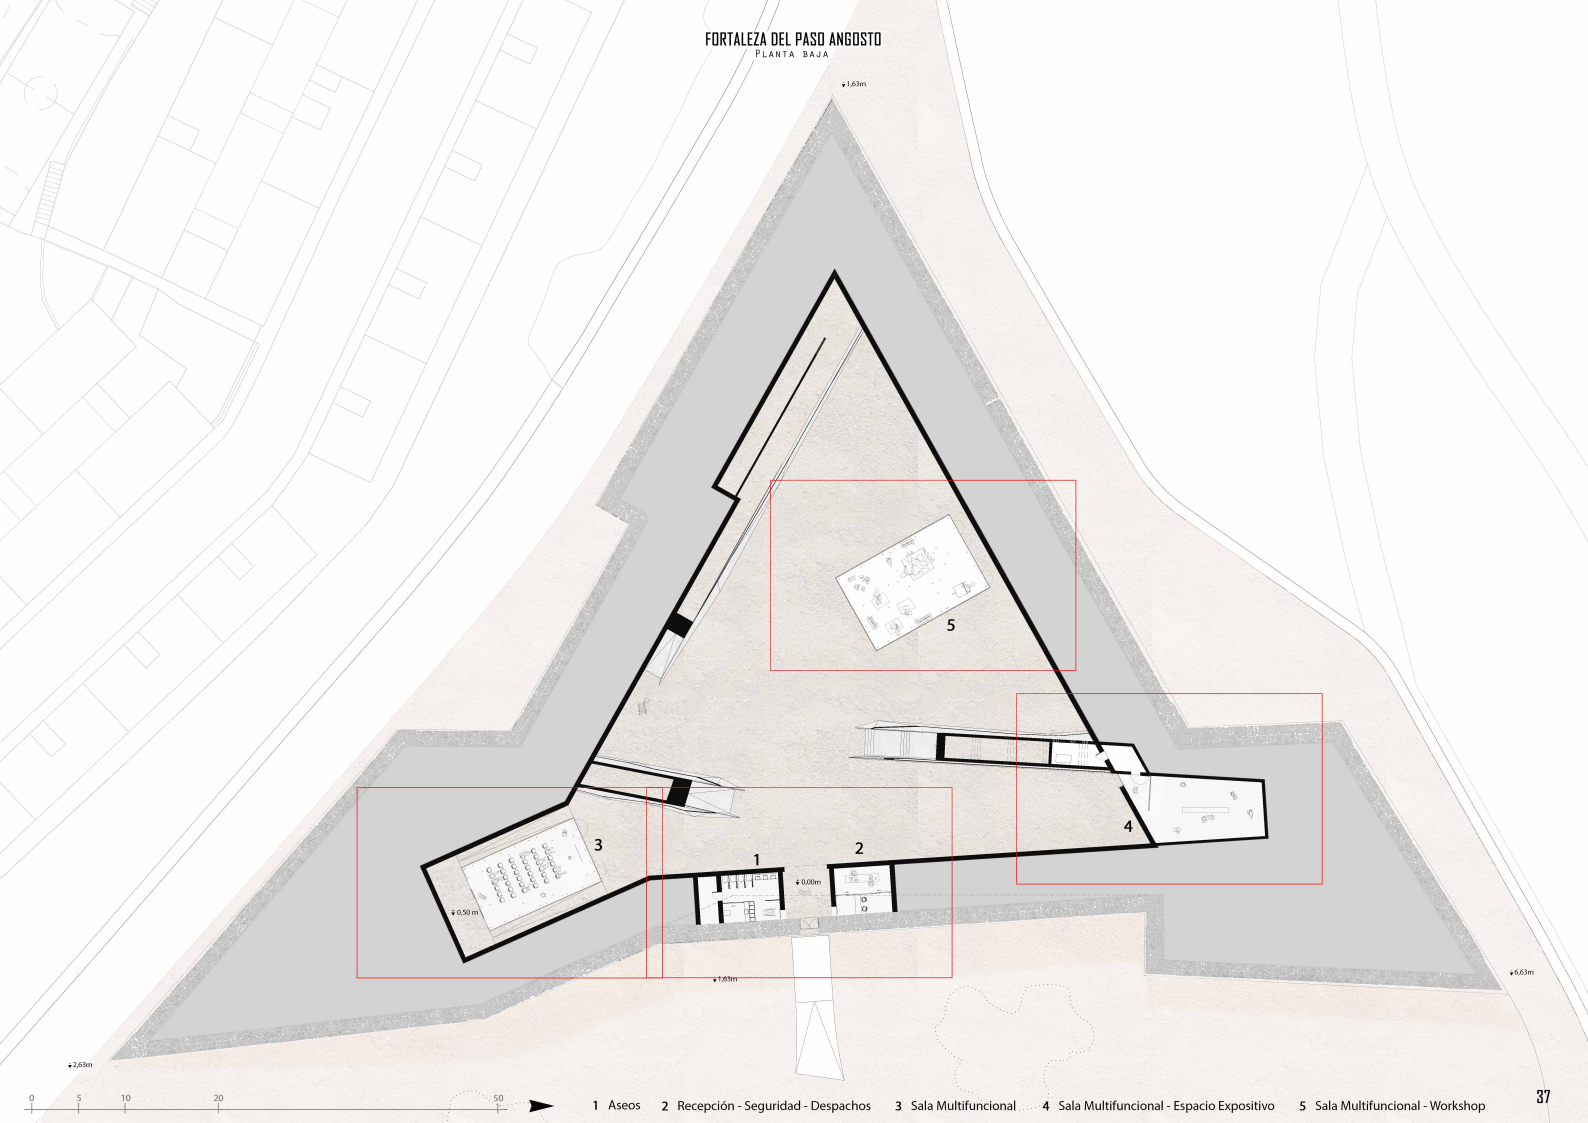 FORTALEZA DEL PASO ANGOSTO
PLANTA BAJA
1,63m
5
4
3
2
1
0,00m
0,50 m
6,63m
1,63m
2,63m
0 5 10 20 50
1 Aseos 2 Recepción - Seguridad - Despachos 3 Sala Multifuncional 4 Sala Multifuncional - Espacio Expositivo 5 Sala Multifuncional - Workshop
37